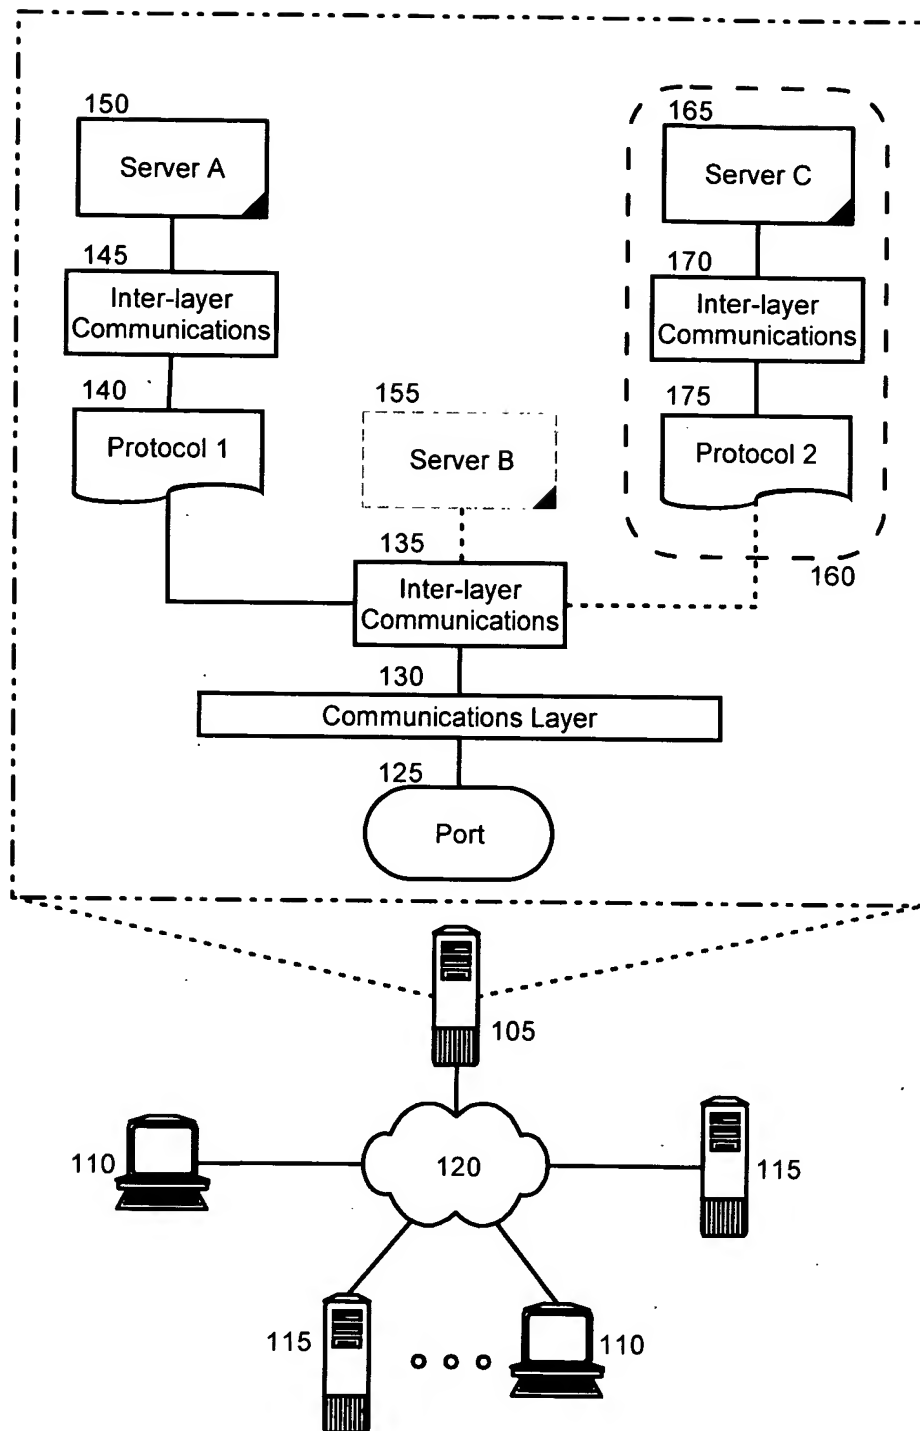 150
Server A
165
Server C
145
Inter-layer
Communications
170
Inter-layer
Communications
140
Protocol 1
155
Server B
175
Protocol 2
135
Inter-layer
Communications
160
130
Communications Layer
125
Port
105
110
120
115
115
110